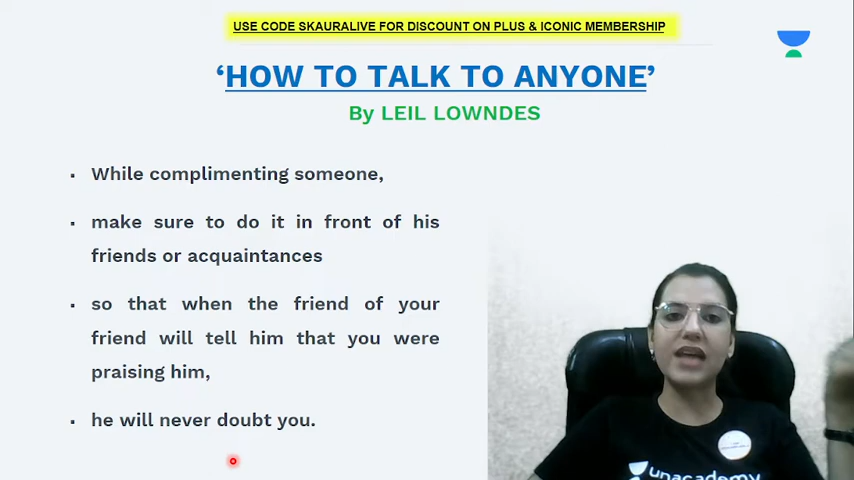 USE CODE SKAURALIVE FOR DISCOUNT ON PLUS & ICONIC MEMBERSHIP
‘HOW TO TALK TO ANYONE’
By LEIL LOWNDES
▪ While complimenting someone,
▪ make sure to do it in front of his
friends or acquaintances
▪ so that when the friend of your
friend will tell him that you were
praising him,
▪ he will never doubt you.
unacademy